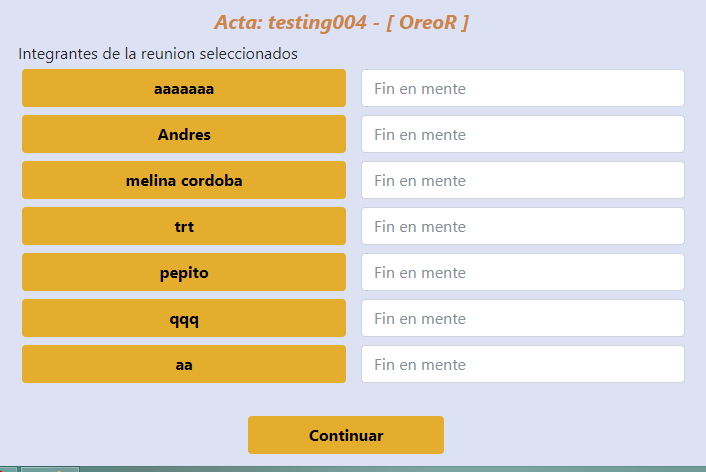 Acta: testing004 - [ OreoR ]
Integrantes de la reunion seleccionados
aaaaaaa Fin en mente
Andres Fin en mente
melina cordoba Fin en mente
trt Fin en mente
pepito Fin en mente
qqq Fin en mente
aa Fin en mente
Continuar